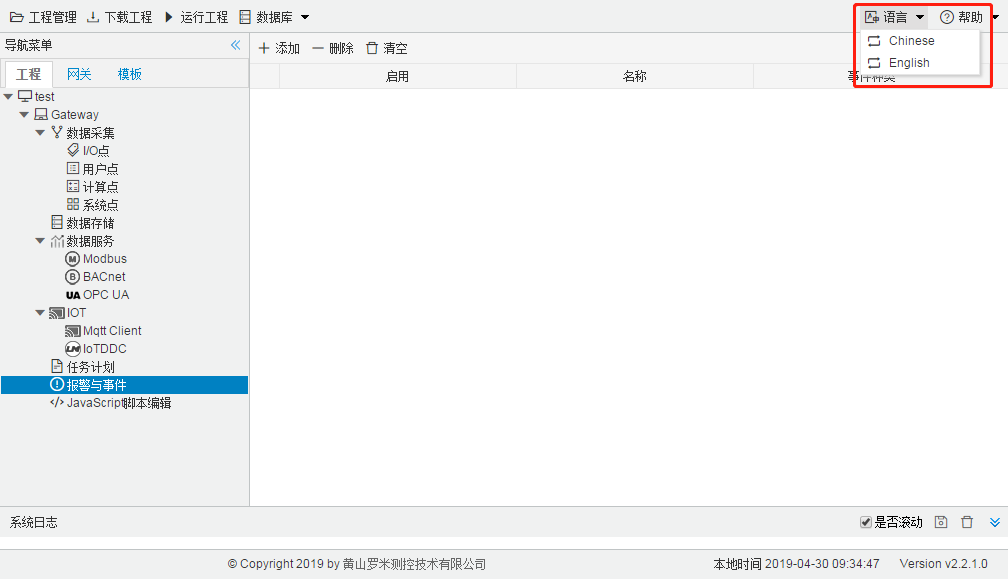 工程管理 下载工程 运行工程 数据库 语言 帮助
Chinese
English
导航菜单
工程 网关 模板
添加 删除 清空
启用 名称 事件种类
test
Gateway
数据采集
I/O点
用户点
计算点
系统点
数据存储
数据服务
Modbus
BACnet
UA OPC UA
IOT
Mqtt Client
IoTDDC
任务计划
报警与事件
JavaScript脚本编辑
系统日志 是否滚动
© Copyright 2019 by 黄山罗米测控技术有限公司 本地时间 2019-04-30 09:34:47 Version v2.2.1.0